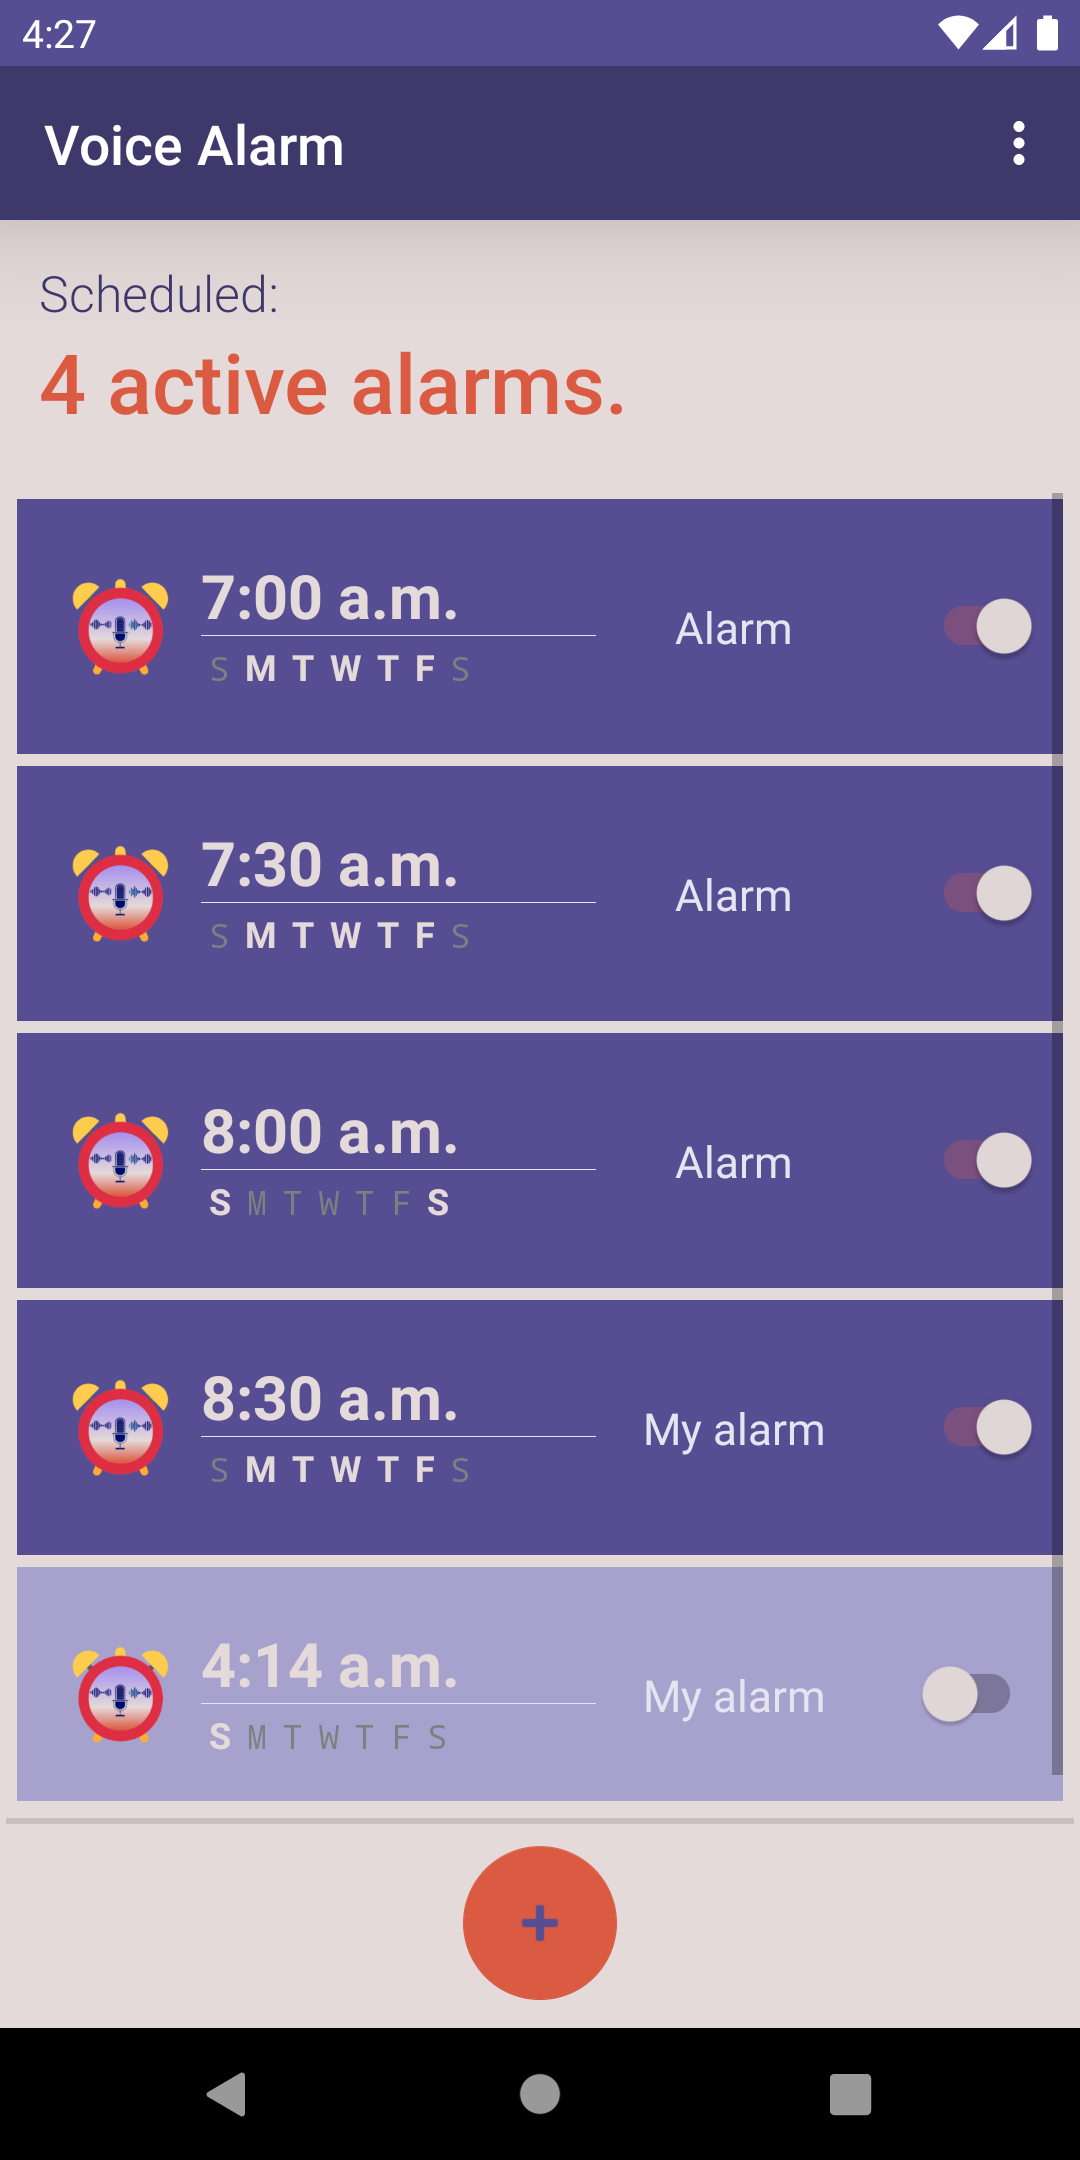 4:27
Voice Alarm
Scheduled:
4 active alarms.
7:00 a.m.
S M T W T F S
Alarm
7:30 a.m.
S M T W T F S
Alarm
8:00 a.m.
S M T W T F S
Alarm
8:30 a.m.
S M T W T F S
My alarm
4:14 a.m.
S M T W T F S
My alarm
+